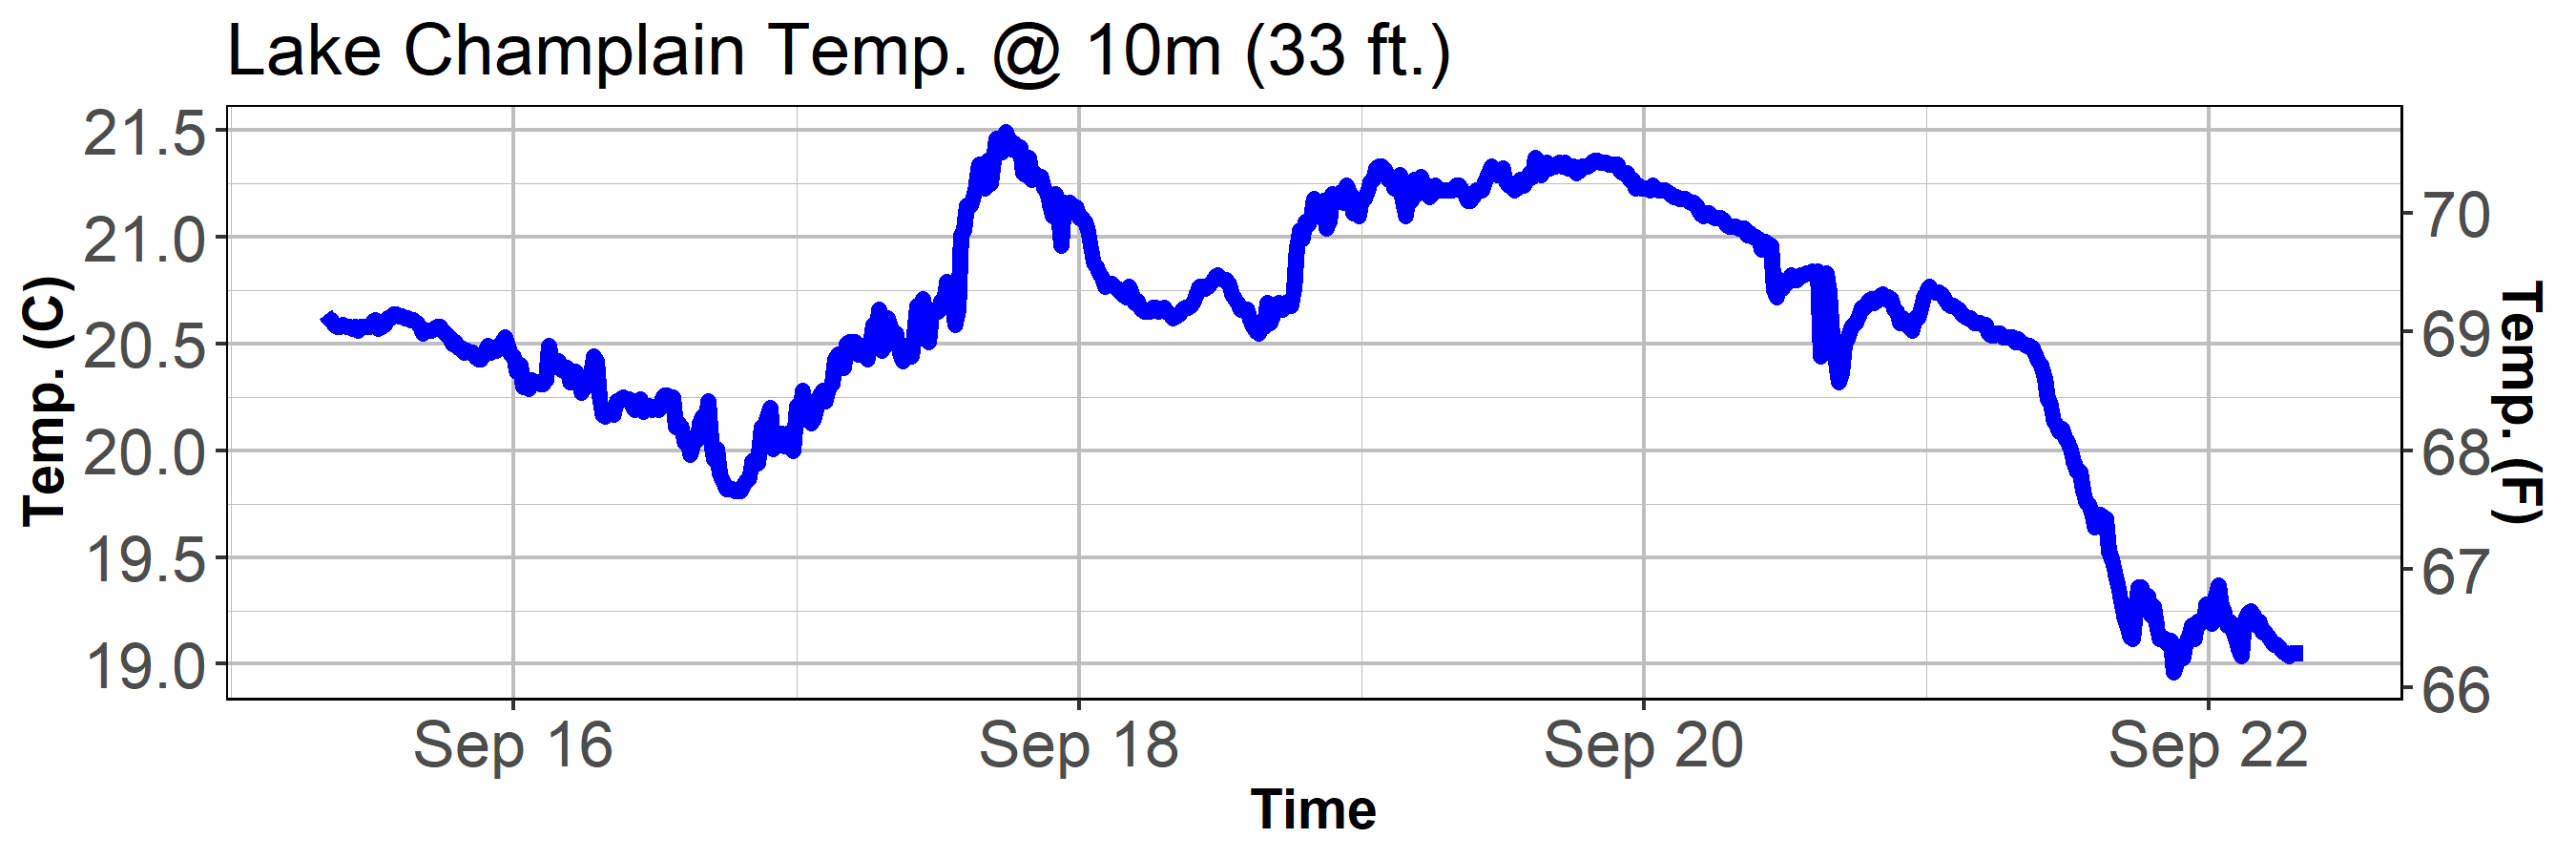 Lake Champlain Temp. @ 10m (33 ft.)
21.5
21.0
20.5
20.0
19.5
19.0
Temp. (C)
70
69
68
67
66
Temp. (F)
Sep 16
Sep 18
Sep 20
Sep 22
Time